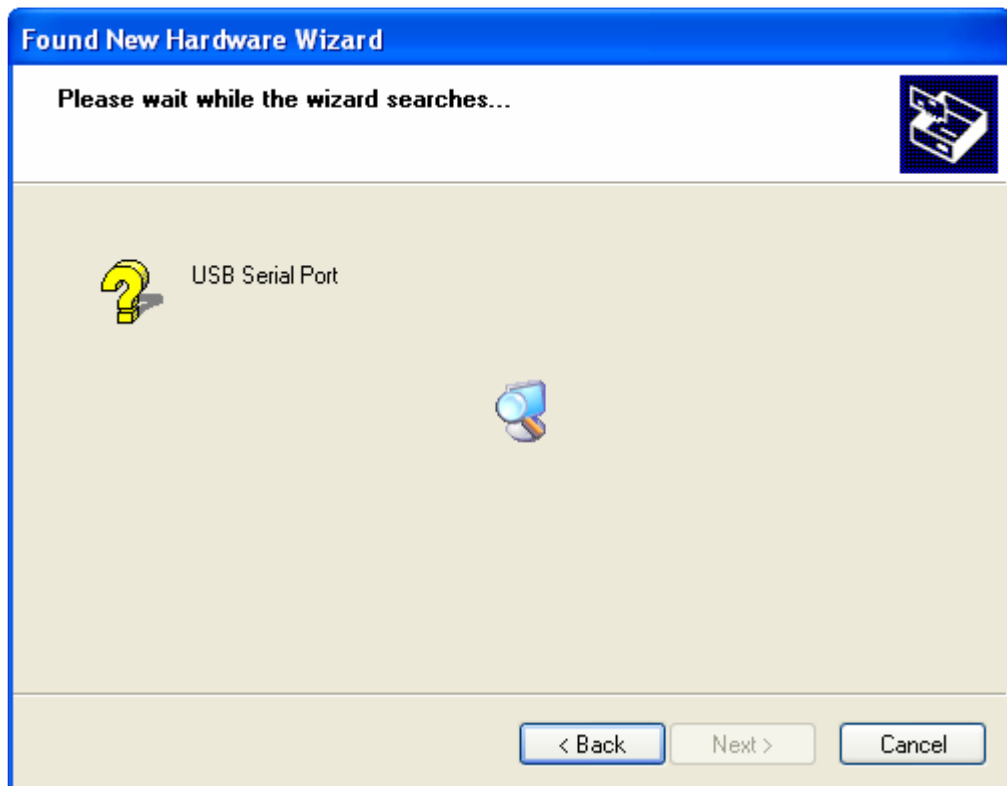 Found New Hardware Wizard
Please wait while the wizard searches...
USB Serial Port
< Back
Next >
Cancel